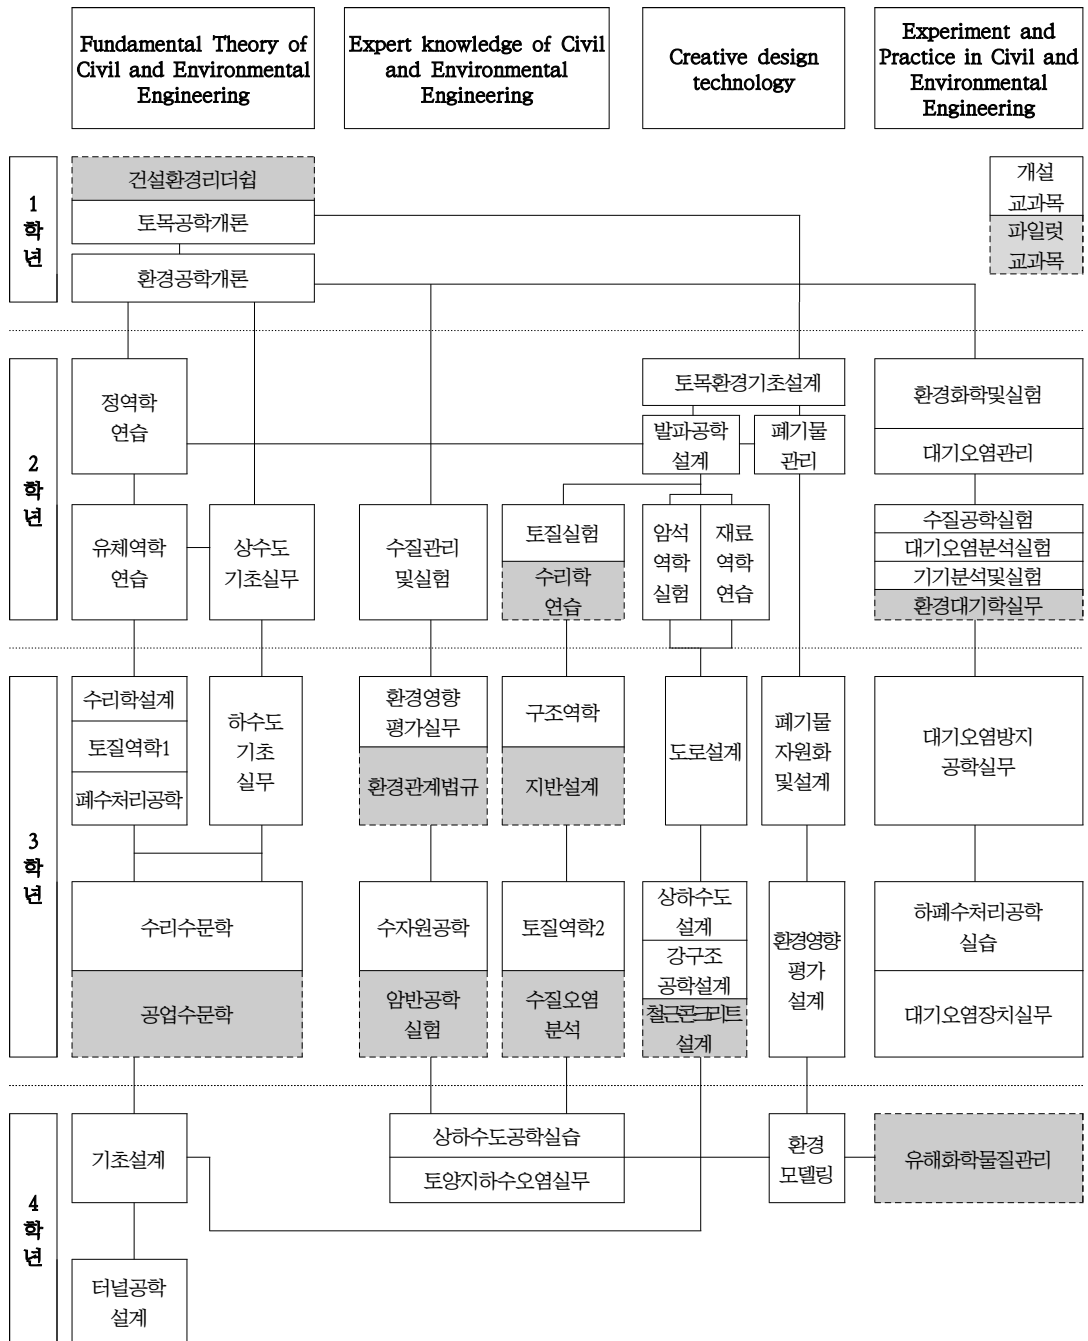 Fundamental Theory of
Civil and Environmental
Engineering
Expert knowledge of Civil
and Environmental
Engineering
Creative design
technology
Experiment and
Practice in Civil and
Environmental
Engineering
1
학
년
건설환경리더쉽
토목공학개론
환경공학개론
개설
교과목
파일럿
교과목
2
학
년
정역학
연습
토목환경기초설계
발파공학
설계
폐기물
관리
환경화학및실험
대기오염관리
유체역학
연습
상수도
기초실무
수질관리
및실험
토질실험
수리학
연습
암석
역학
실험
재료
역학
연습
수질공학실험
대기오염분석실험
기기분석및실험
환경대기학실무
3
학
년
수리학설계
토질역학1
폐수처리공학
하수도
기초
실무
환경영향
평가실무
환경관계법규
구조역학
지반설계
도로설계
폐기물
자원화
및설계
대기오염방지
공학실무
수리수문학
공업수문학
수자원공학
암반공학
실험
토질역학2
수질오염
분석
상하수도
설계
강구조
공학설계
철근콘크리트
설계
환경영향
평가
설계
하폐수처리공학
실습
대기오염장치실무
4
학
년
기초설계
상하수도공학실습
토양지하수오염실무
환경
모델링
유해화학물질관리
터널공학
설계